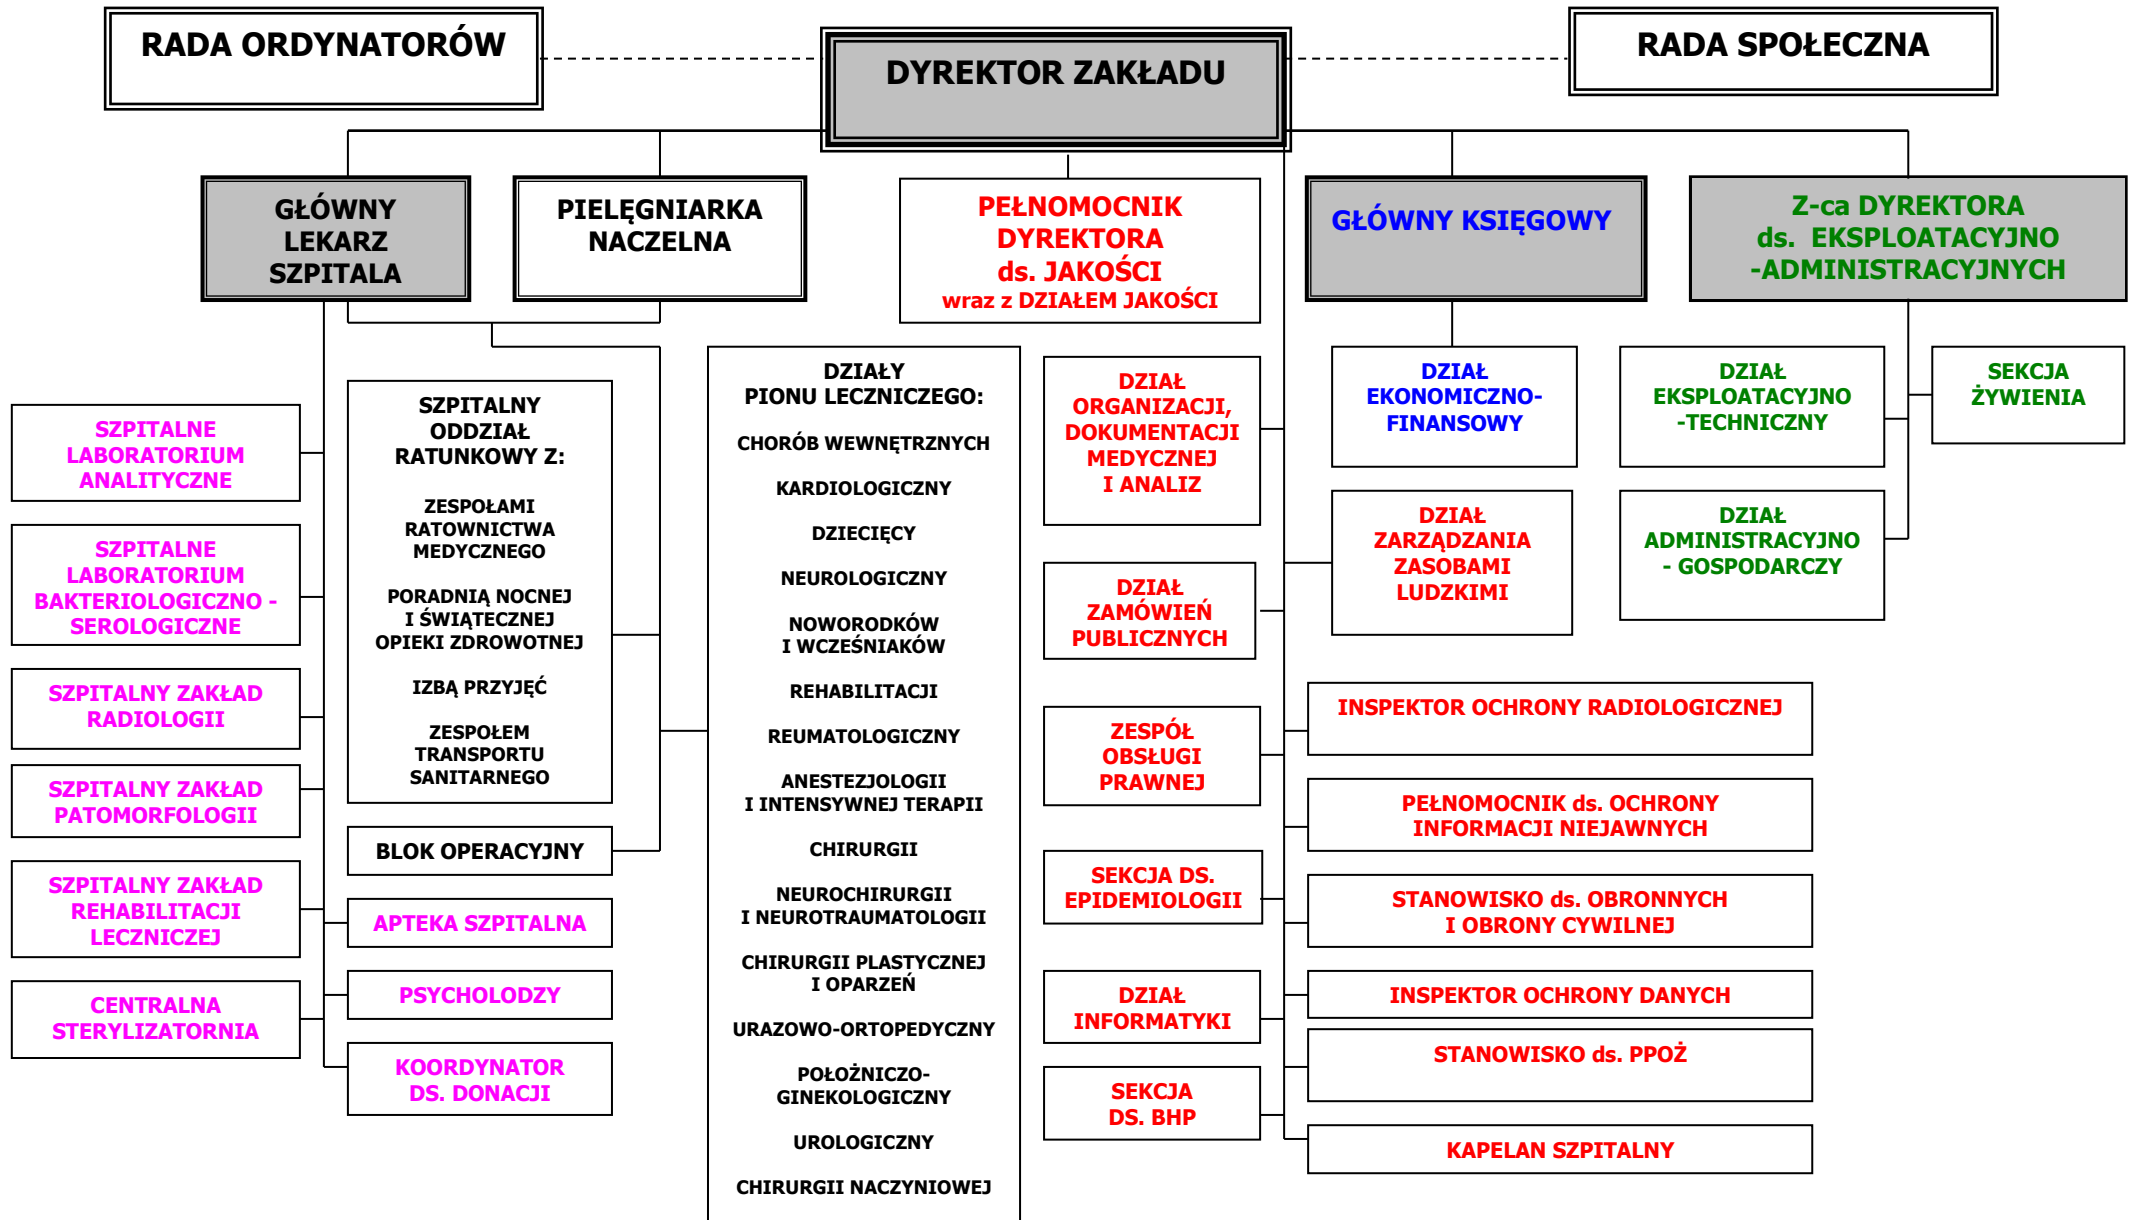 RADA ORDYNATORÓW
DYREKTOR ZAKŁADU
RADA SPOŁECZNA
GŁÓWNY
LEKARZ
SZPITALA
PIELĘGNIARKA
NACZELNA
PEŁNOMOCNIK
DYREKTORA
ds. JAKOŚCI
wraz z DZIAŁEM JAKOŚCI
GŁÓWNY KSIĘGOWY
Z-ca DYREKTORA
ds. EKSPLOATACYJNO
-ADMINISTRACYJNYCH
SZPITALNE
LABORATORIUM
ANALITYCZNE
SZPITALNE
LABORATORIUM
BAKTERIOLOGICZNO -
SEROLOGICZNE
SZPITALNY ZAKŁAD
RADIOLOGII
SZPITALNY ZAKŁAD
PATOMORFOLOGII
SZPITALNY ZAKŁAD
REHABILITACJI
LECZNICZEJ
CENTRALNA
STERYLIZATORNIA
SZPITALNY
ODDZIAŁ
RATUNKOWY Z:
ZESPOŁAMI
RATOWNICTWA
MEDYCZNEGO
PORADNIĄ NOCNEJ
I ŚWIĄTECZNEJ
OPIEKI ZDROWOTNEJ
IZBĄ PRZYJĘĆ
ZESPOŁEM
TRANSPORTU
SANITARNEGO
BLOK OPERACYJNY
APTEKA SZPITALNA
PSYCHOLODZY
KOORDYNATOR
DS. DONACJI
DZIAŁY
PIONU LECZNICZEGO:
CHORÓB WEWNĘTRZNYCH
KARDIOLOGICZNY
DZIECIĘCY
NEUROLOGICZNY
NOWORODKÓW
I WCZEŚNIAKÓW
REHABILITACJI
REUMATOLOGICZNY
ANESTEZJOLOGII
I INTENSYWNEJ TERAPII
CHIRURGII
NEUROCHIRURGII
I NEUROTRAUMATOLOGII
CHIRURGII PLASTYCZNEJ
I OPARZEŃ
URAZOWO-ORTOPEDYCZNY
POŁOŻNICZO-
GINEKOLOGICZNY
UROLOGICZNY
CHIRURGII NACZYNIOWEJ
DZIAŁ
ORGANIZACJI,
DOKUMENTACJI
MEDYCZNEJ
I ANALIZ
DZIAŁ
ZAMÓWIEŃ
PUBLICZNYCH
ZESPÓŁ
OBSŁUGI
PRAWNEJ
SEKCJA DS.
EPIDEMIOLOGII
DZIAŁ
INFORMATYKI
SEKCJA
DS. BHP
DZIAŁ
EKONOMICZNO-
FINANSOWY
DZIAŁ
ZARZĄDZANIA
ZASOBAMI
LUDZKIMI
INSPEKTOR OCHRONY RADIOLOGICZNEJ
PEŁNOMOCNIK ds. OCHRONY
INFORMACJI NIEJAWNYCH
STANOWISKO ds. OBRONNYCH
I OBRONY CYWILNEJ
INSPEKTOR OCHRONY DANYCH
STANOWISKO ds. PPOŻ
KAPELAN SZPITALNY
DZIAŁ
EKSPLOATACYJNO
-TECHNICZNY
SEKCJA
ŻYWIENIA
DZIAŁ
ADMINISTRACYJNO
- GOSPODARCZY